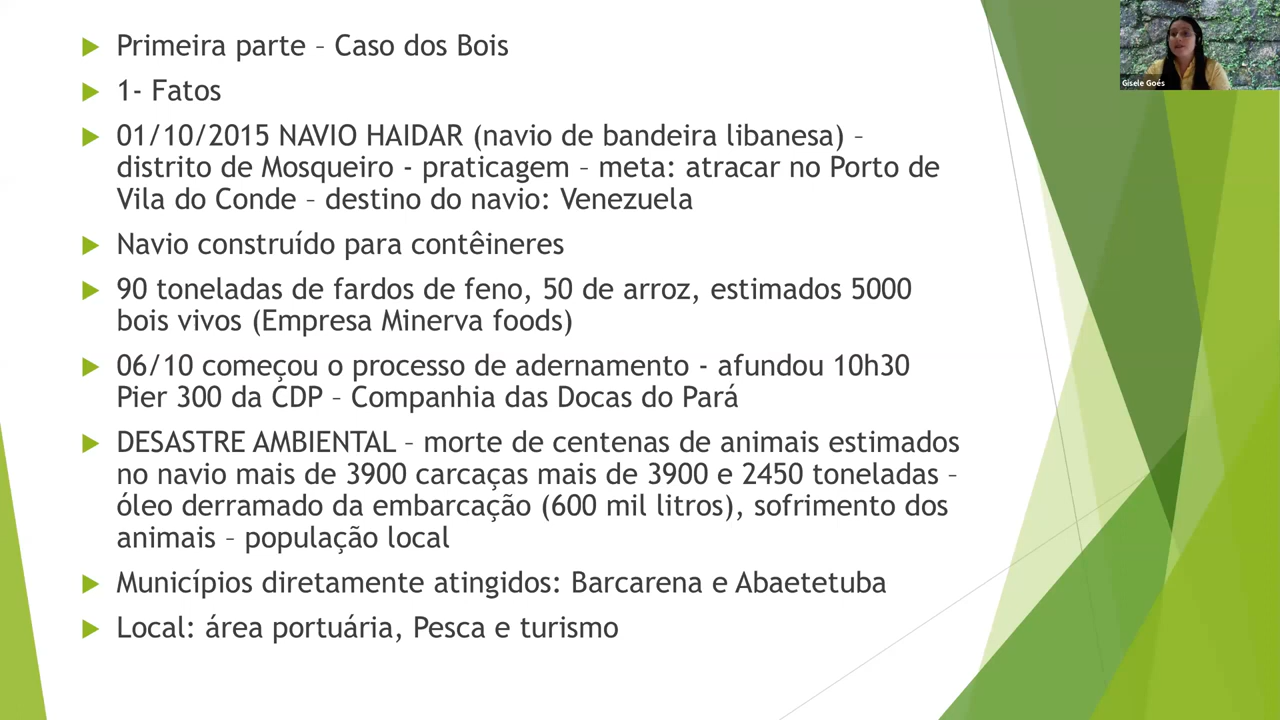 Primeira parte – Caso dos Bois
1- Fatos
01/10/2015 NAVIO HAIDAR (navio de bandeira libanesa) –
distrito de Mosqueiro - praticagem – meta: atracar no Porto de
Vila do Conde – destino do navio: Venezuela
Navio construído para contêineres
90 toneladas de fardos de feno, 50 de arroz, estimados 5000
bois vivos (Empresa Minerva foods)
06/10 começou o processo de adernamento - afundou 10h30
Pier 300 da CDP – Companhia das Docas do Pará
DESASTRE AMBIENTAL – morte de centenas de animais estimados
no navio mais de 3900 carcaças mais de 3900 e 2450 toneladas –
óleo derramado da embarcação (600 mil litros), sofrimento dos
animais – população local
Municípios diretamente atingidos: Barcarena e Abaetetuba
Local: área portuária, Pesca e turismo
Gisele Goés